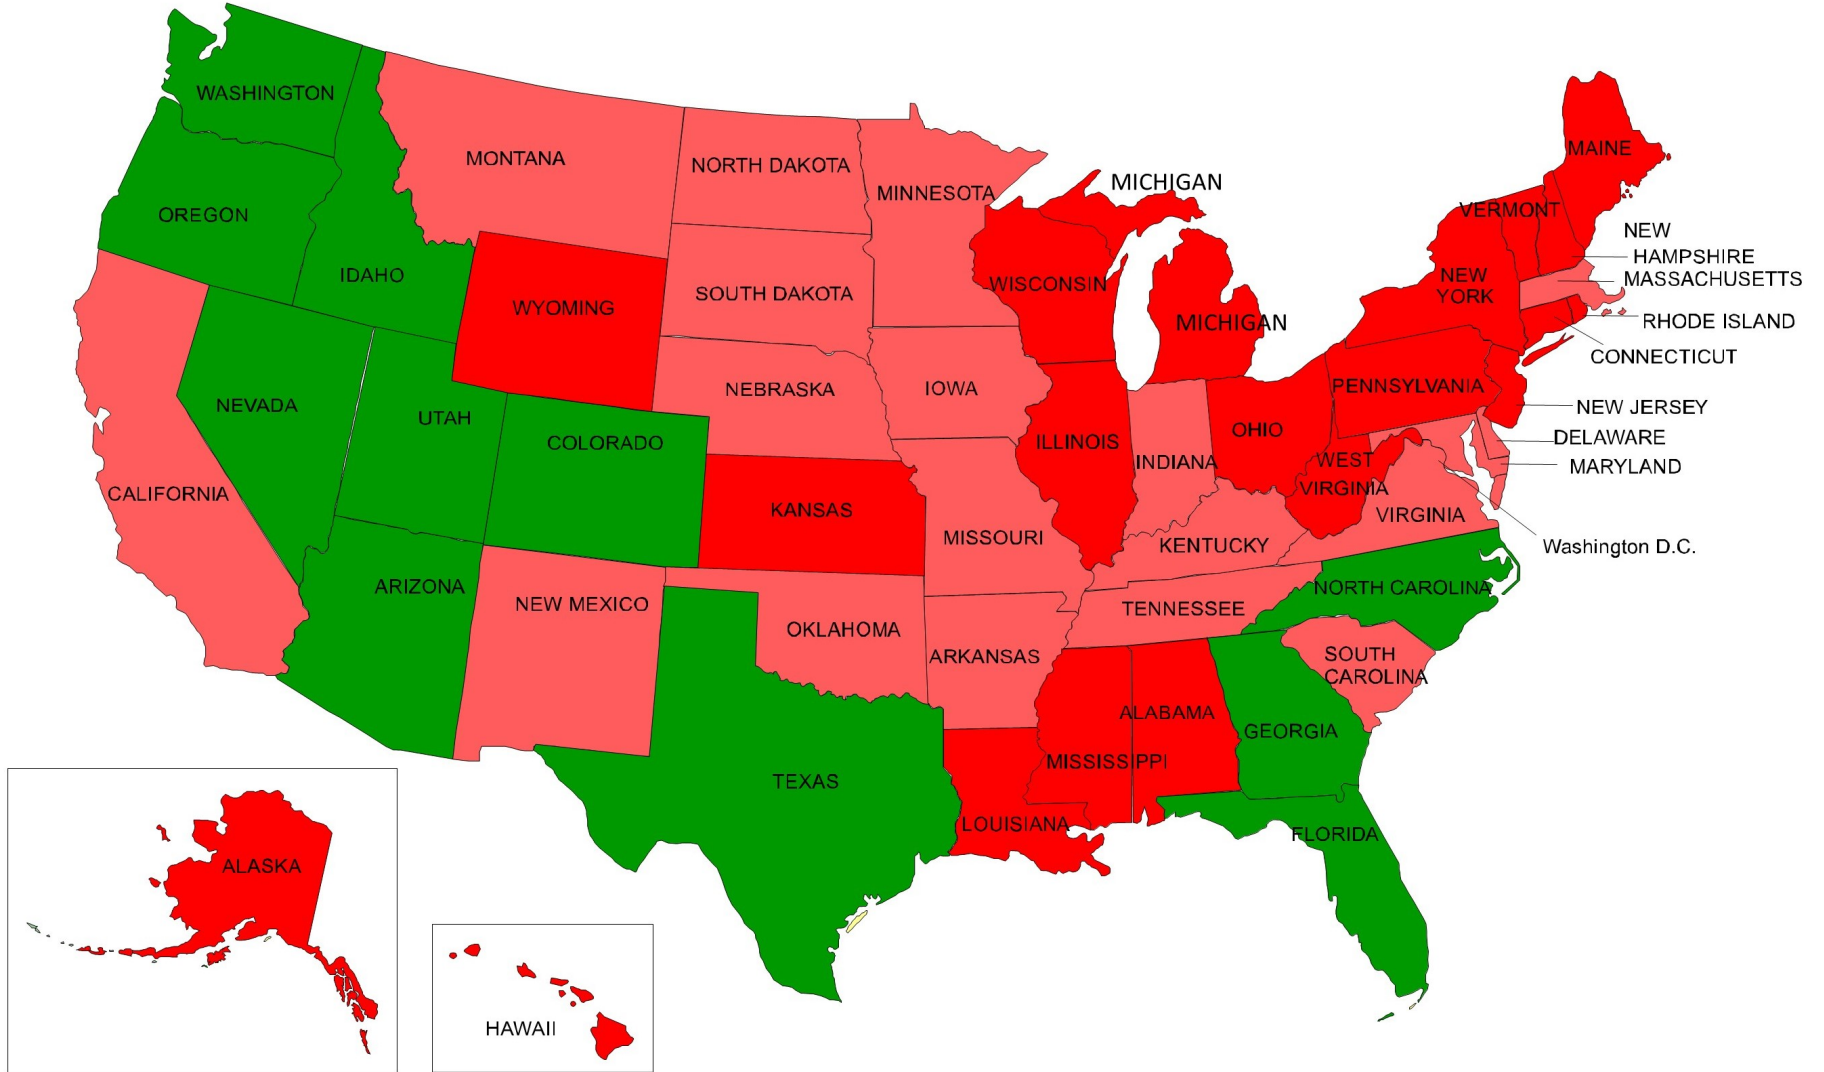 WASHINGTON
OREGON
IDAHO
MONTANA
NORTH DAKOTA
MINNESOTA
MICHIGAN
MAINE
VERMONT
NEW
HAMPSHIRE
MASSACHUSETTS
WYOMING
SOUTH DAKOTA
WISCONSIN
MICHIGAN
NEW
YORK
RHODE ISLAND
CONNECTICUT
NEVADA
UTAH
COLORADO
NEBRASKA
IOWA
ILLINOIS
INDIANA
OHIO
PENNSYLVANIA
NEW JERSEY
DELAWARE
MARYLAND
WEST
VIRGINIA
VIRGINIA
Washington D.C.
CALIFORNIA
KANSAS
MISSOURI
KENTUCKY
ARIZONA
NEW MEXICO
OKLAHOMA
ARKANSAS
TENNESSEE
NORTH CAROLINA
SOUTH
CAROLINA
TEXAS
LOUISIANA
MISSISSIPPI
ALABAMA
GEORGIA
FLORIDA
ALASKA
HAWAII